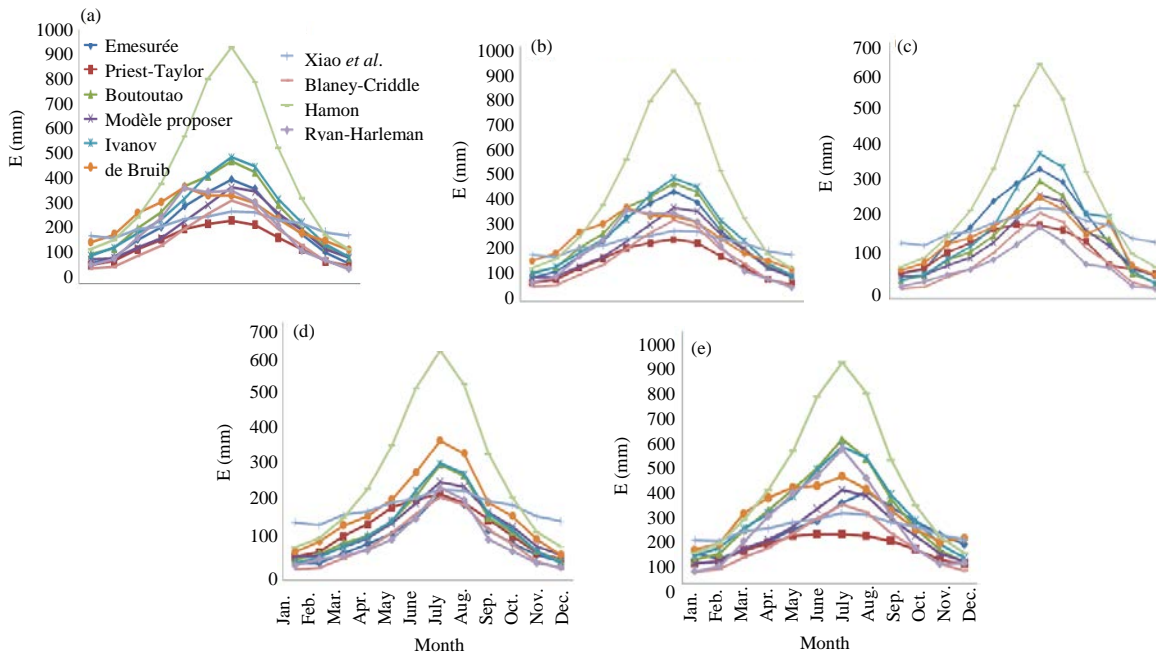 (a)
E (mm)
1000
900
800
700
600
500
400
300
200
100
0
Emesurée
Priest-Taylor
Boutoutao
Modèle proposer
Ivanov
de Bruib
Xiao et al.
Blaney-Criddle
Hamon
Ryan-Harleman
(b)
E (mm)
1000
900
800
700
600
500
400
300
200
100
0
(c)
E (mm)
700
600
500
400
300
200
100
0
(d)
E (mm)
700
600
500
400
300
200
100
0
Jan.
Feb.
Mar.
Apr.
May
June
July
Aug.
Sep.
Oct.
Nov.
Dec.
Month
(e)
E (mm)
1000
900
800
700
600
500
400
300
200
100
0
Jan.
Feb.
Mar.
Apr.
May
June
July
Aug.
Sep.
Oct.
Nov.
Dec.
Month